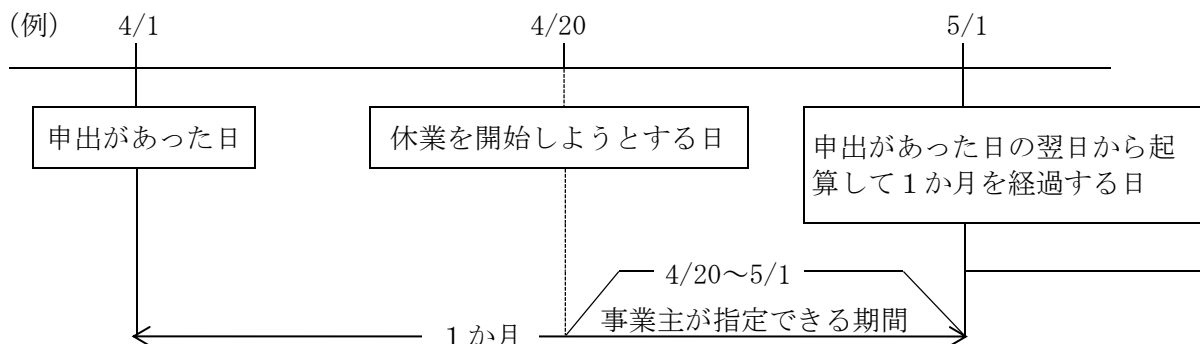 (例) 4/1 4/20 5/1
申出があった日
休業を開始しようとする日
申出があった日の翌日から起
算して１か月を経過する日
4/20～5/1
事業主が指定できる期間
１か月